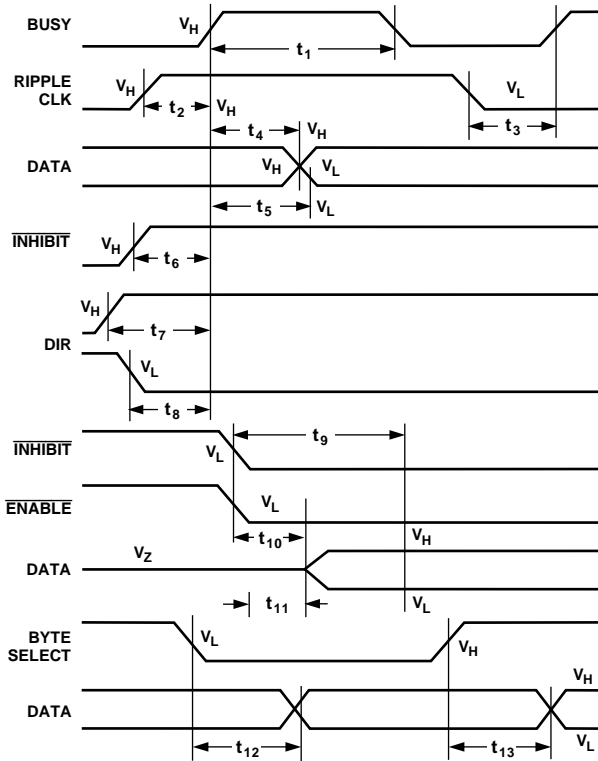 BUSY
V_H
t_1
RIPPLE
CLK
V_H
t_2
V_H
V_L
t_3
t_4
V_H
DATA
V_H
V_L
t_5
V_L
INHIBIT
V_H
t_6
V_H
t_7
DIR
V_L
t_8
INHIBIT
V_L
t_9
ENABLE
V_L
t_10
V_H
DATA
V_Z
t_11
V_L
BYTE
SELECT
V_L
V_H
DATA
V_H
V_L
t_12
t_13